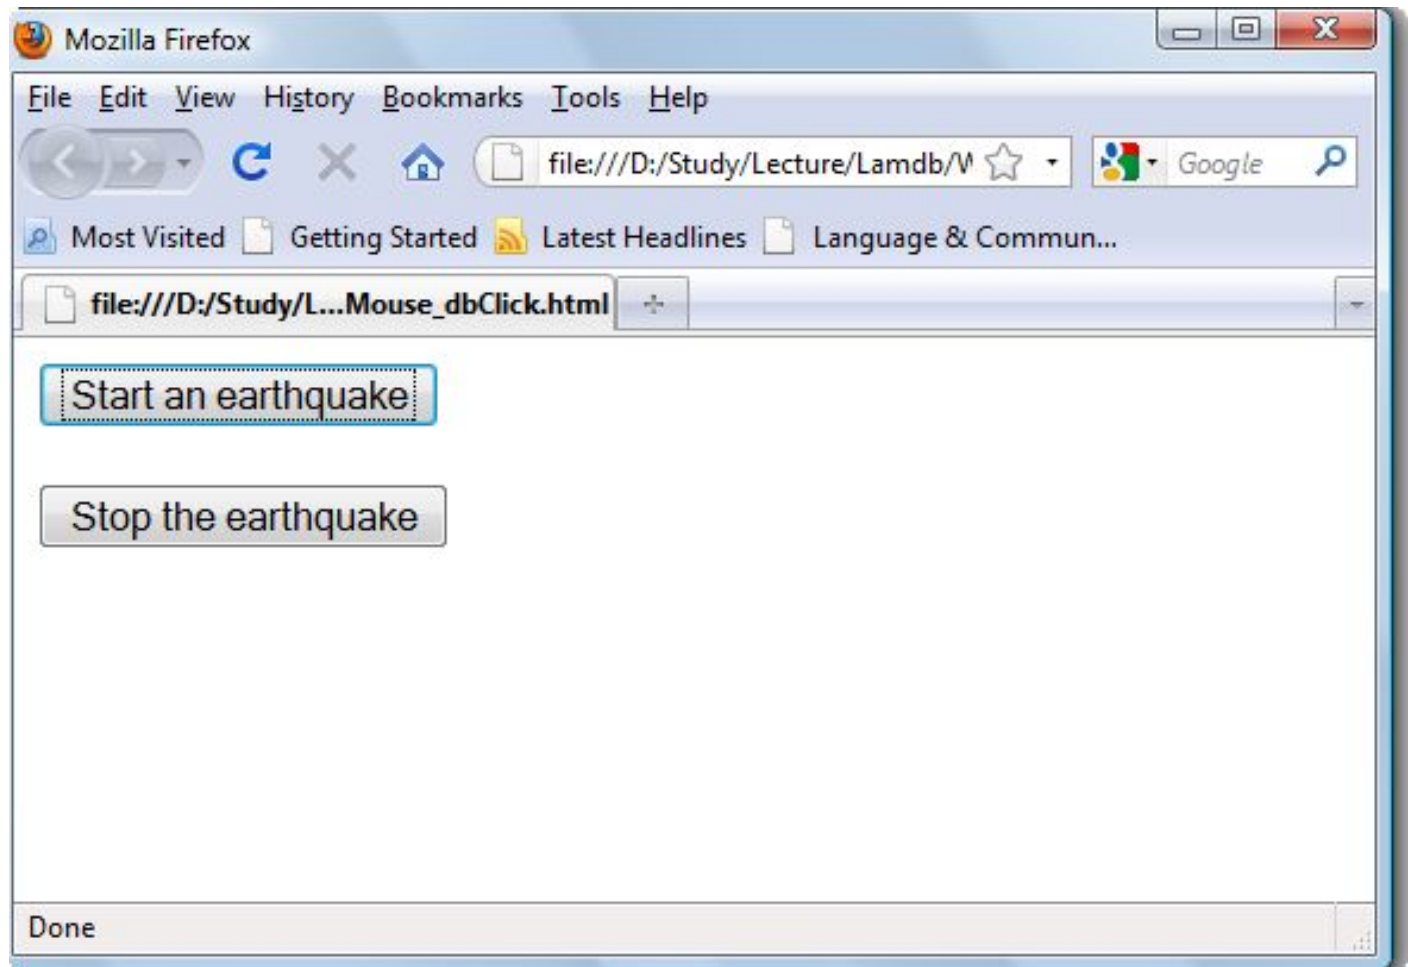 Mozilla Firefox
File Edit View History Bookmarks Tools Help
file:///D:/Study/Lecture/Lamdb/W Google
Most Visited Getting Started Latest Headlines Language & Commun...
file:///D:/Study/L...Mouse_dbClick.html
Start an earthquake
Stop the earthquake
Done